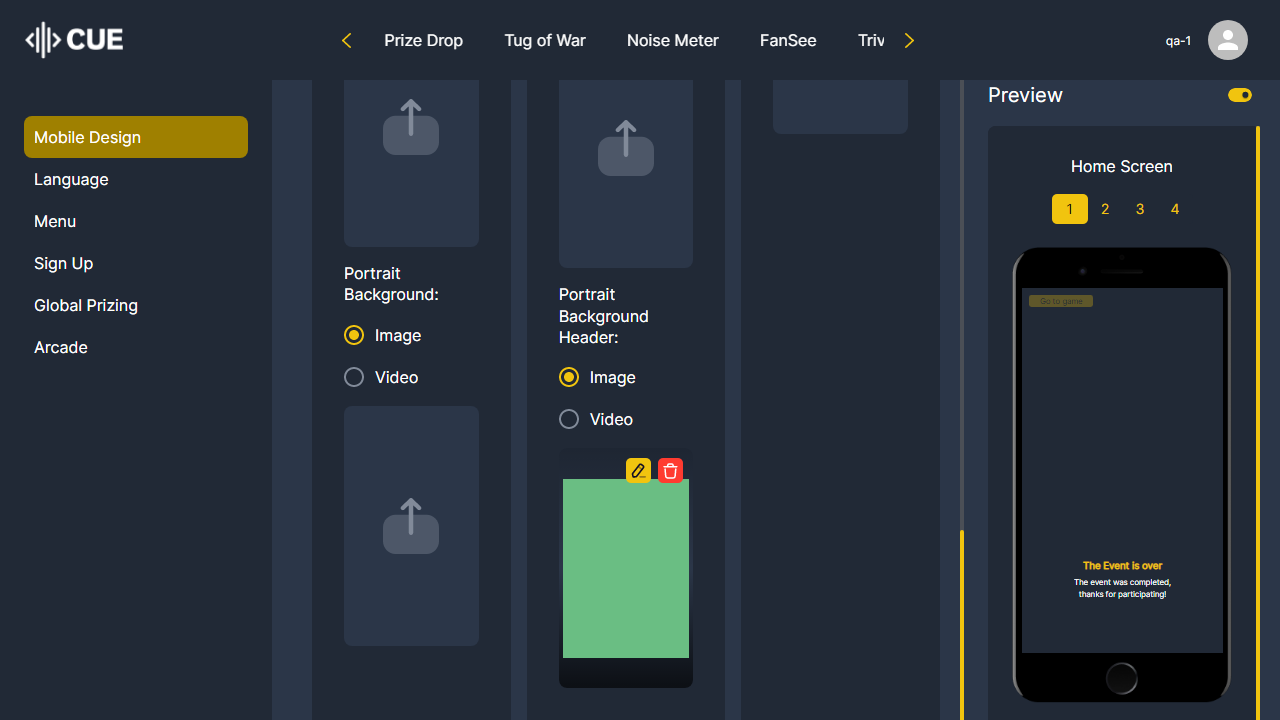 CUE
Prize Drop
Tug of War
Noise Meter
FanSee
Triv
qa-1
Mobile Design
Language
Menu
Sign Up
Global Prizing
Arcade
Portrait
Background:
Image
Video
Portrait
Background
Header:
Image
Video
Preview
Home Screen
1 2 3 4
Go to game
The Event is over
The event was completed,
thanks for participating!